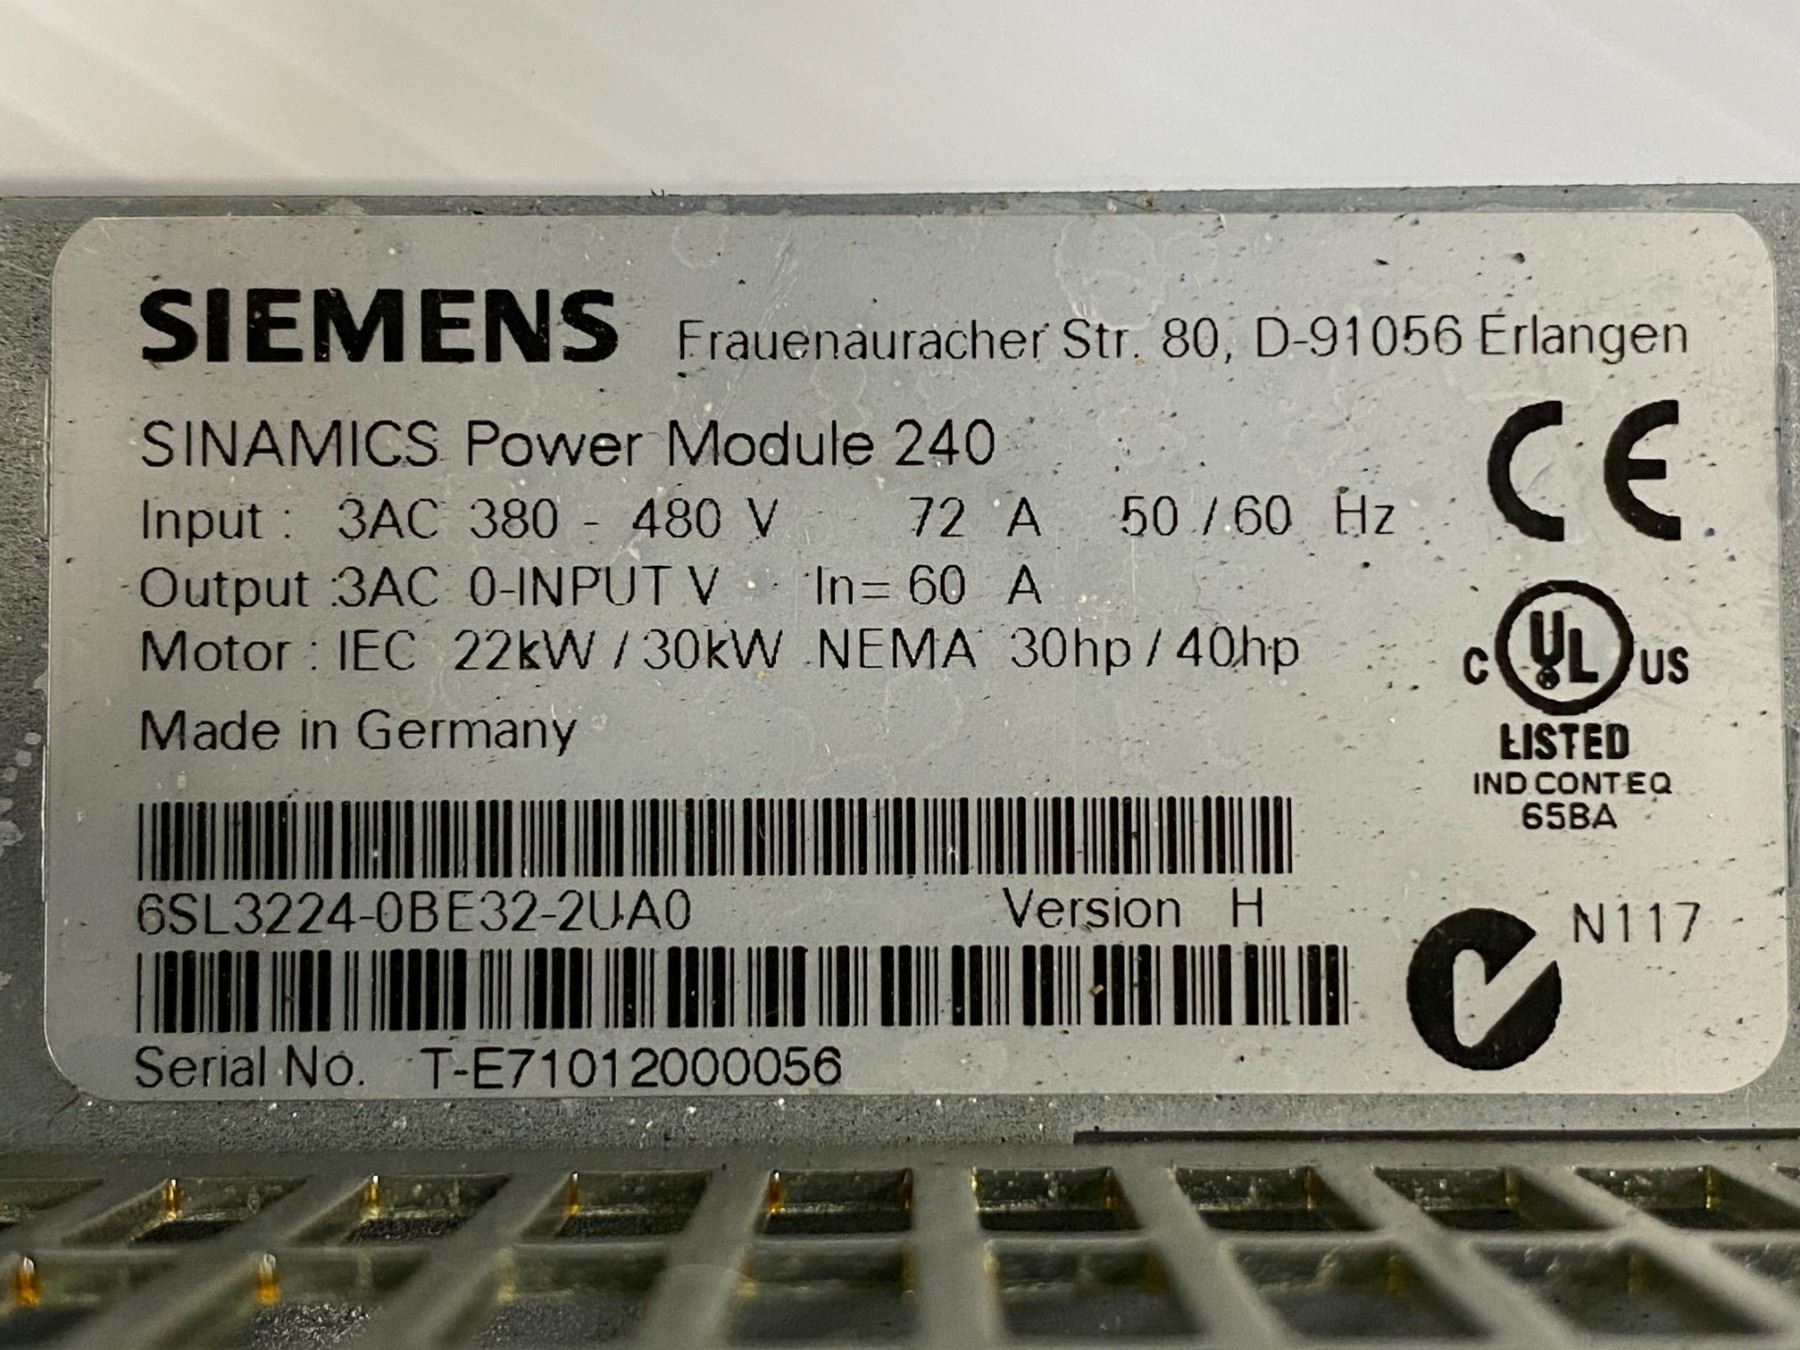 SIEMENS Frauenauracher Str. 80, D-91056 Erlangen
SINAMICS Power Module 240
Input : 3AC 380 - 480 V 72 A 50 / 60 Hz
Output :3AC 0-INPUT V In= 60 A
Motor : IEC 22kW / 30kW NEMA 30hp / 40hp
Made in Germany
CE
C UL US
LISTED
IND CONT EQ
65BA
6SL3224-0BE32-2UA0 Version H
N117
Serial No. T-E71012000056